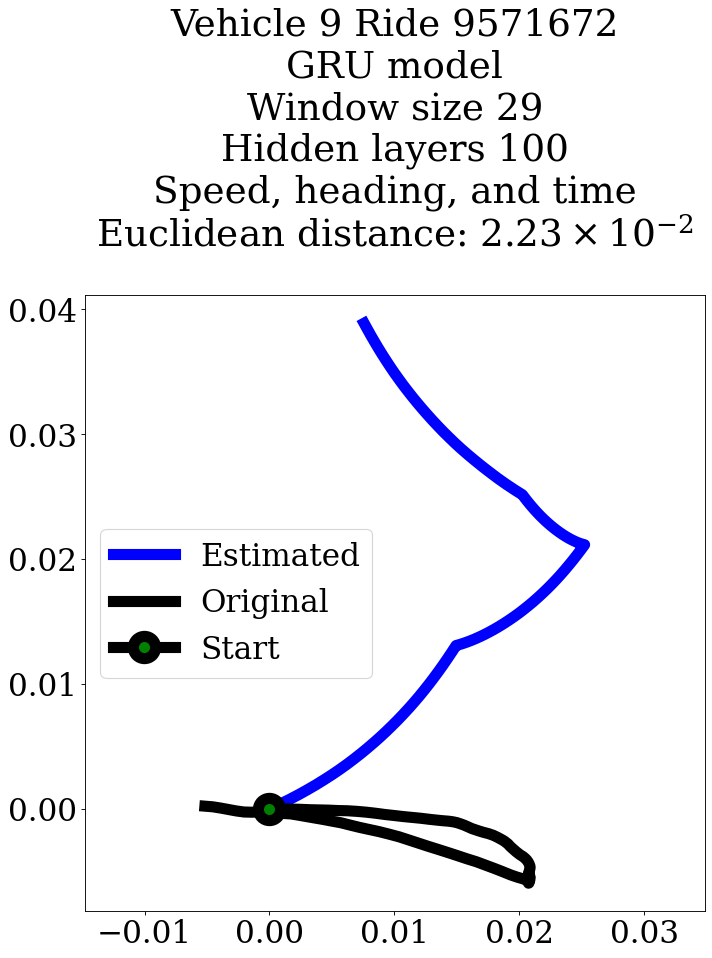 Vehicle 9 Ride 9571672
GRU model
Window size 29
Hidden layers 100
Speed, heading, and time
Euclidean distance: 2.23 × 10⁻²
0.04
0.03
0.02
0.01
0.00
Estimated
Original
Start
−0.01 0.00 0.01 0.02 0.03